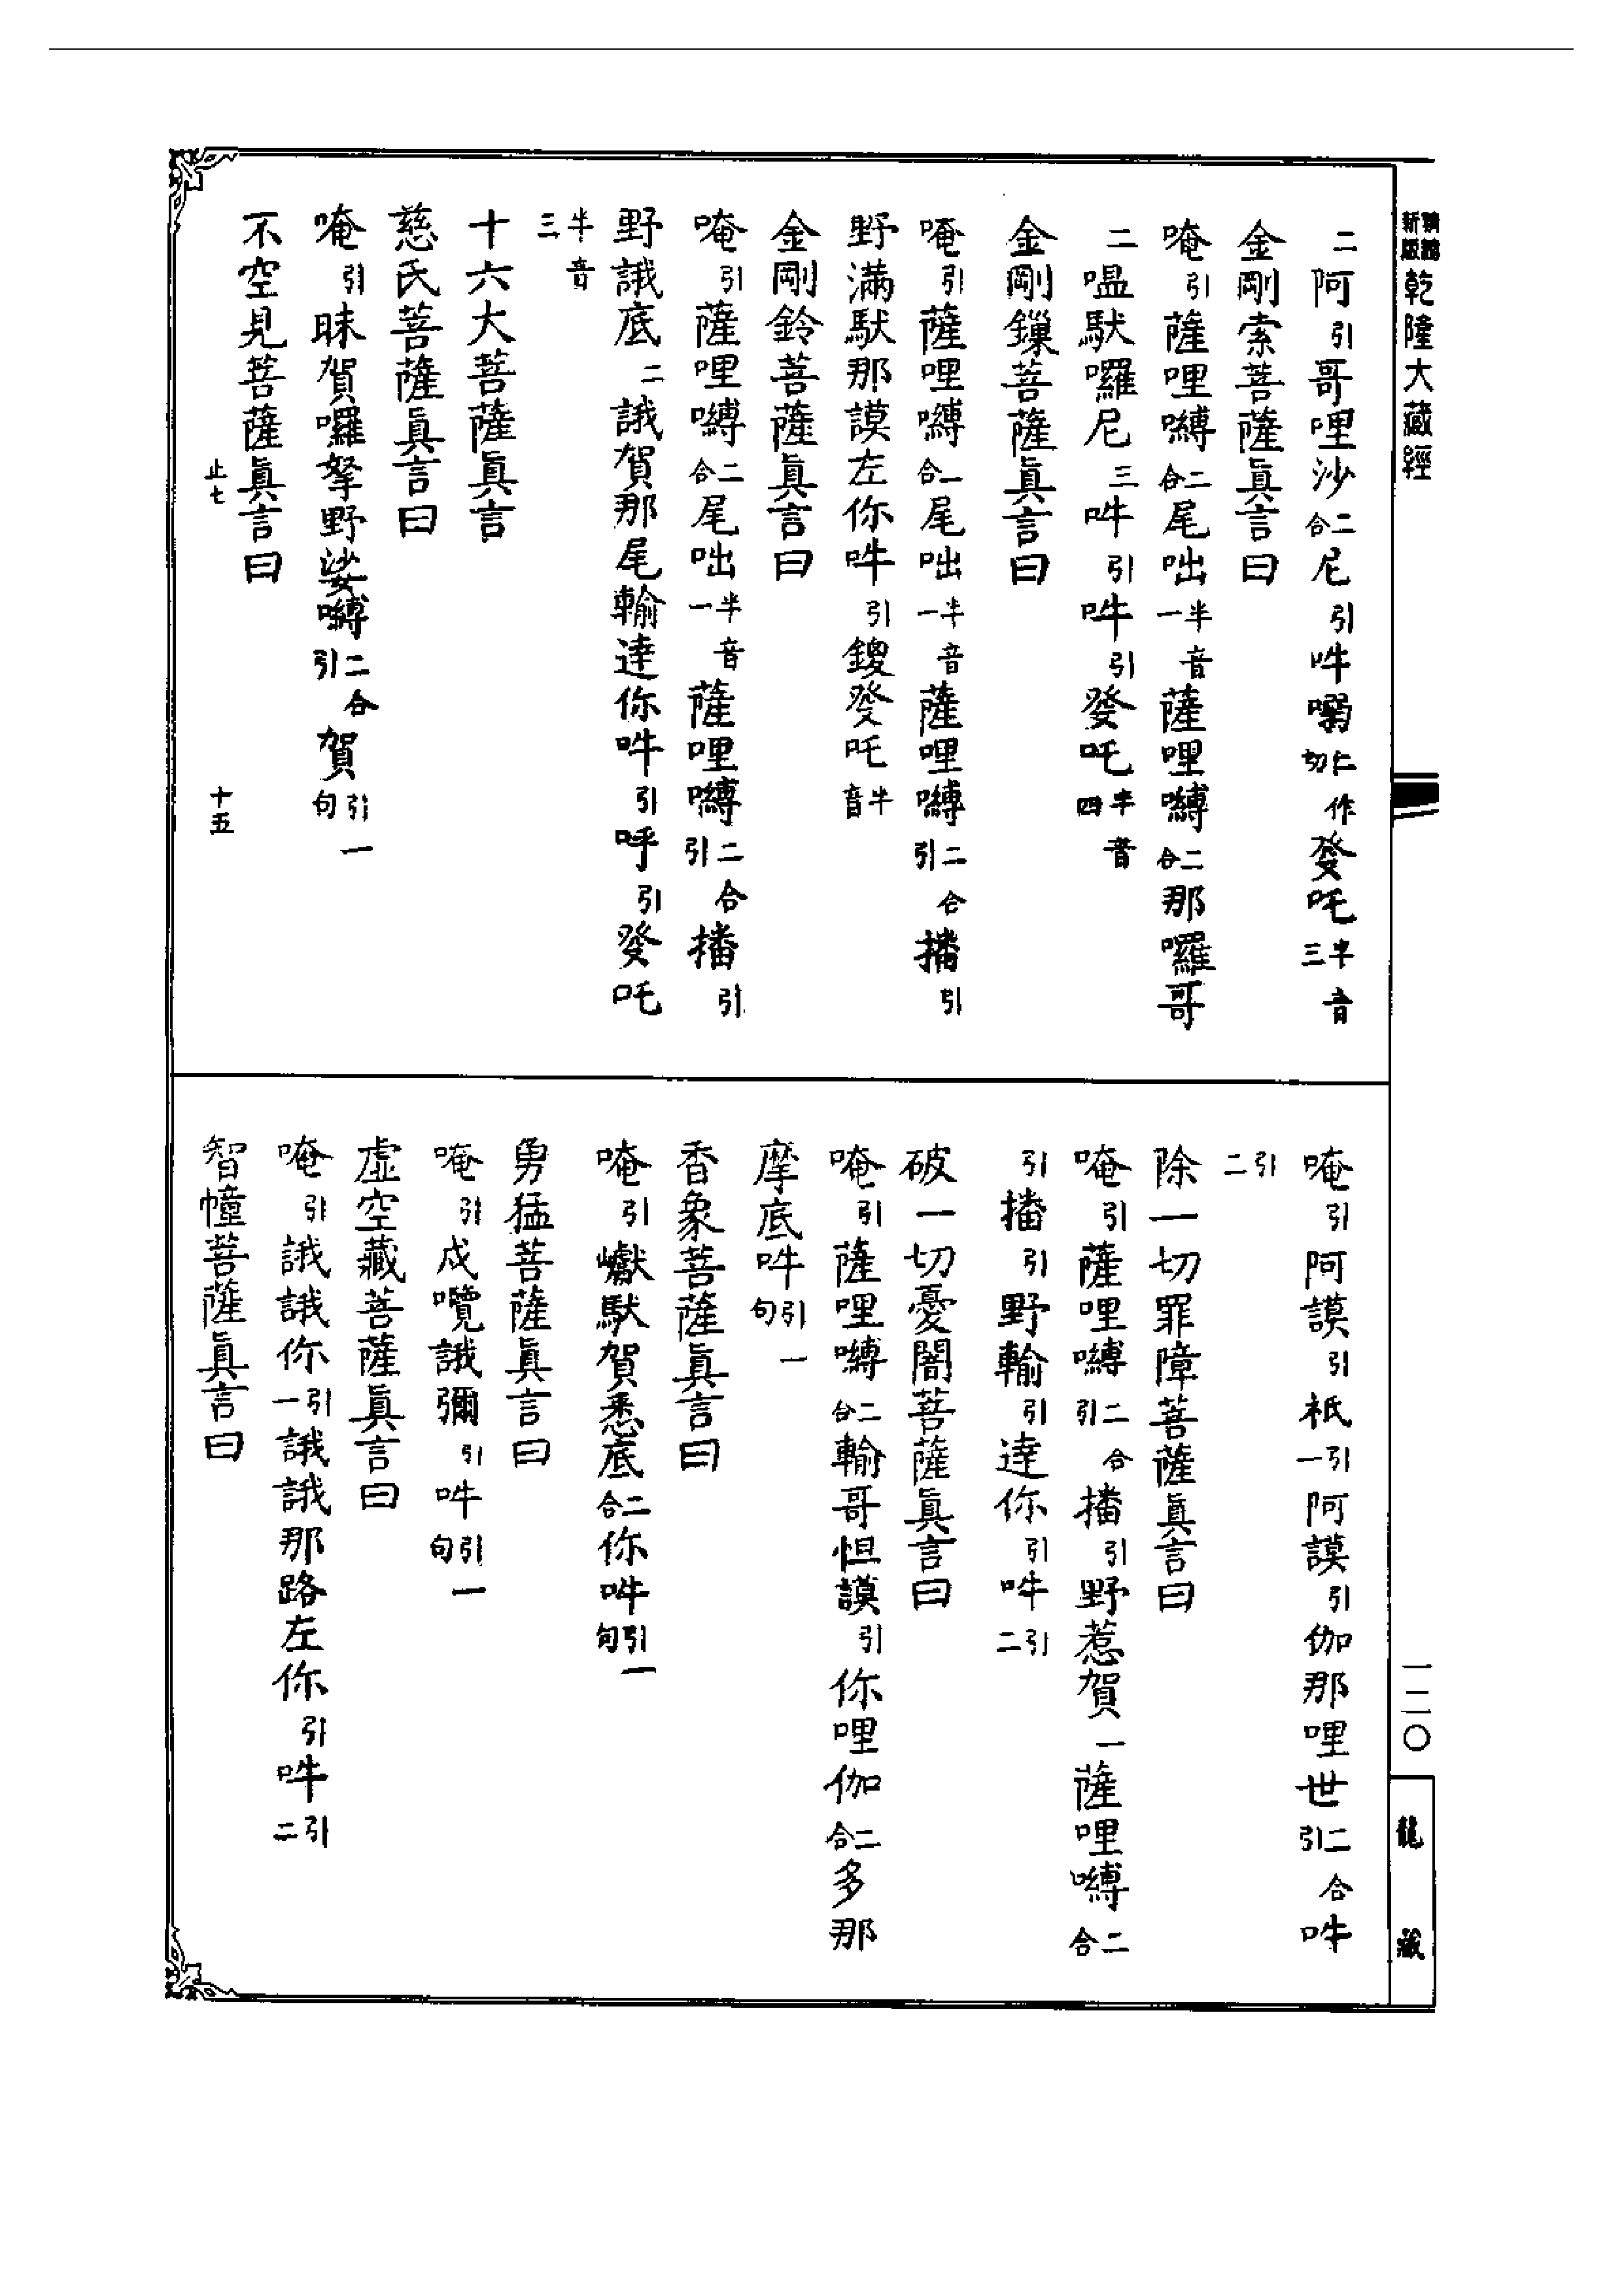 新版 精縮 乾隆大藏經
二阿引哥哩沙二合尼引吽嚩仁作切發吒半音三
金剛索菩薩眞言曰
唵引薩哩嚩二合尾咄半音一薩哩嚩二合那囉哥
二嗢馱囉尼三吽引吽引發吒半音四
金剛鏁菩薩眞言曰
唵引薩哩嚩二合尾咄半音一薩哩嚩二合引播引
野滿馱那謨左你吽引鍐發吒半音
金剛鈴菩薩眞言曰
唵引薩哩嚩二合尾咄半音一薩哩嚩二合引播引
野誐底二誐賀那尾輸達你吽引呼引發吒
半音三
十六大菩薩眞言
慈氏菩薩眞言曰
唵引昧賀囉拏野娑嚩二合引賀引一句
不空見菩薩眞言曰
止七 十五
唵引阿謨引祇引一阿謨引伽那哩世二合引吽
引二
除一切罪障菩薩眞言曰
唵引薩哩嚩二合引播引野惹賀一薩哩嚩二合
引播引野輸引達你引吽引二
破一切憂闇菩薩眞言曰
唵引薩哩嚩二合輸哥怛謨引你哩伽二合多那
摩底吽引一句
香象菩薩眞言曰
唵引巘馱賀悉底二合你吽引一句
勇猛菩薩眞言曰
唵引戍嚂誐彌引吽引一句
虛空藏菩薩眞言曰
唵引誐誐你引一誐誐那路左你引吽引二
智幢菩薩眞言曰
一二〇
龍藏